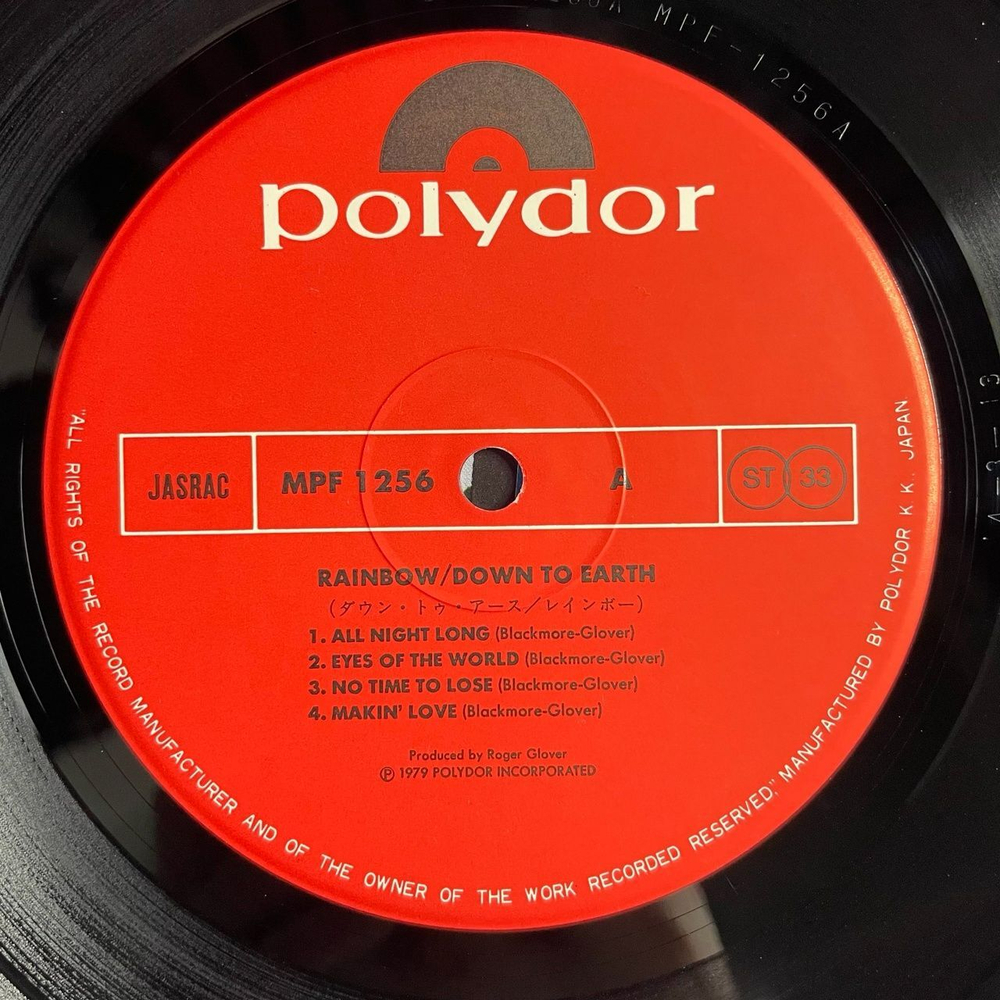 MPF-1256A
polydor
JASRAC
MPF 1256
A
ST 33
RAINBOW/DOWN TO EARTH
(ダウン・トゥ・アース/レインボー)
1. ALL NIGHT LONG (Blackmore-Glover)
2. EYES OF THE WORLD (Blackmore-Glover)
3. NO TIME TO LOSE (Blackmore-Glover)
4. MAKIN' LOVE (Blackmore-Glover)
Produced by Roger Glover
Ⓟ 1979 POLYDOR INCORPORATED
"ALL RIGHTS OF THE RECORD MANUFACTURER AND OF THE OWNER OF THE WORK RECORDED RESERVED," MANUFACTURED BY POLYDOR K.K., JAPAN